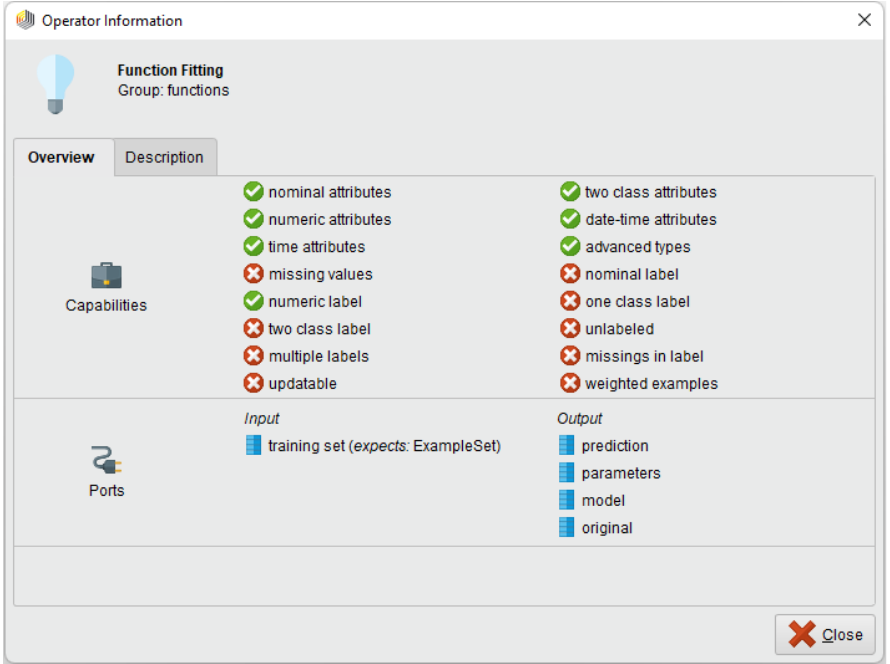 Operator Information
Function Fitting
Group: functions
Overview
Description
Capabilities
nominal attributes
two class attributes
numeric attributes
date-time attributes
time attributes
advanced types
missing values
nominal label
numeric label
one class label
two class label
unlabeled
multiple labels
missings in label
updatable
weighted examples
Ports
Input
training set (expects: ExampleSet)
Output
prediction
parameters
model
original
Close